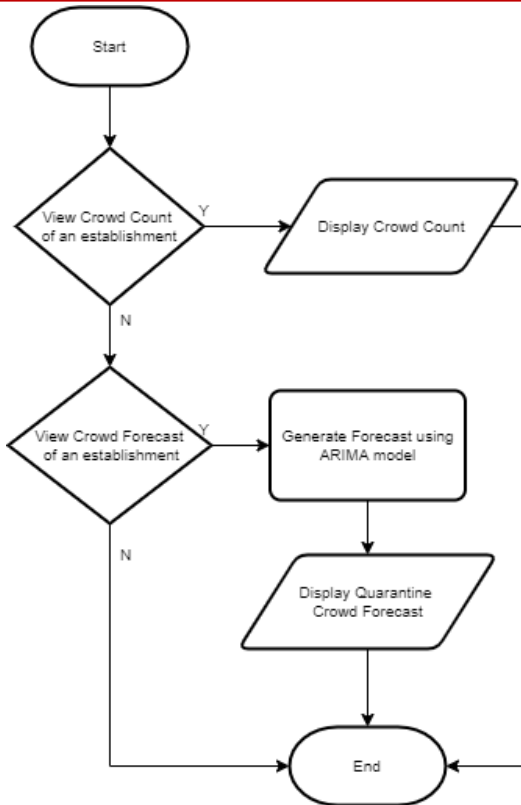 Start
View Crowd Count
of an establishment
Y
Display Crowd Count
N
View Crowd Forecast
of an establishment
Y
Generate Forecast using
ARIMA model
N
Display Quarantine
Crowd Forecast
End